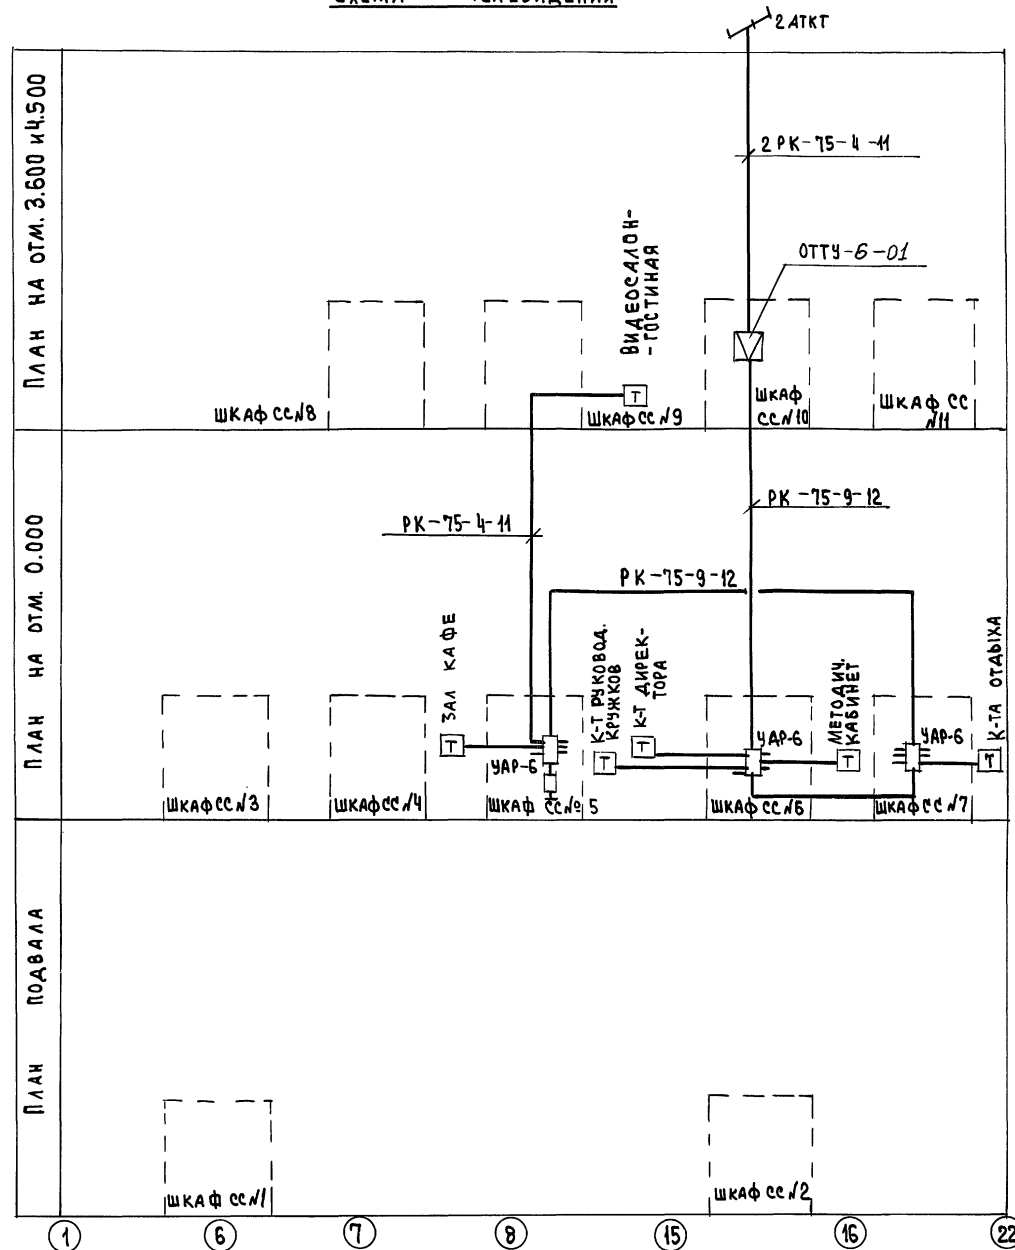 2 АТКТ
ПЛАН НА ОТМ. 3.600 и 4.500
2 РК-75-4-11
ОТТУ-6-01
ВИДЕОСАЛОН-
-ГОСТИНАЯ
Т
ШКАФ СС №8
ШКАФ СС №9
ШКАФ
СС №10
ШКАФ СС
№11
ПЛАН НА ОТМ. 0.000
РК-75-4-11
РК-75-9-12
РК-75-9-12
ЗАЛ КАФЕ
К-Т РУКОВОД.
КРУЖКОВ
К-Т ДИРЕК-
ТОРА
МЕТОДИЧ.
КАБИНЕТ
К-ТА ОТДЫХА
Т
УАР-6
Т
Т
УАР-6
Т
УАР-6
Т
ШКАФ СС №3
ШКАФ СС №4
ШКАФ СС № 5
ШКАФ СС №6
ШКАФ СС №7
ПЛАН ПОДВАЛА
ШКАФ СС №1
ШКАФ СС №2
1 6 7 8 15 16 22